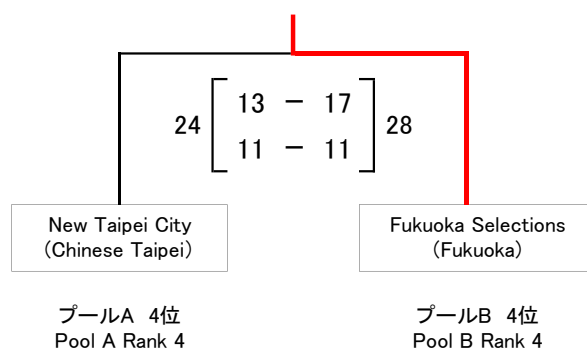 13 － 17
24 28
11 － 11
New Taipei City
(Chinese Taipei)
Fukuoka Selections
(Fukuoka)
プールA 4位
Pool A Rank 4
プールB 4位
Pool B Rank 4